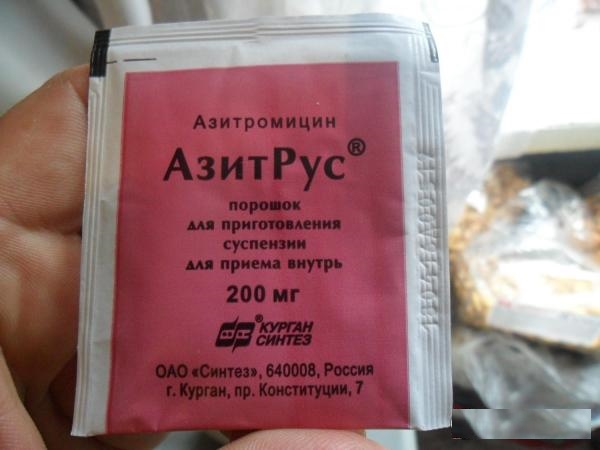 Азитромицин
АзитРус®
порошок
для приготовления
суспензии
для приема внутрь
200 мг
® КУРГАН
СИНТЕЗ
ОАО «Синтез», 640008, Россия
г. Курган, пр. Конституции, 7